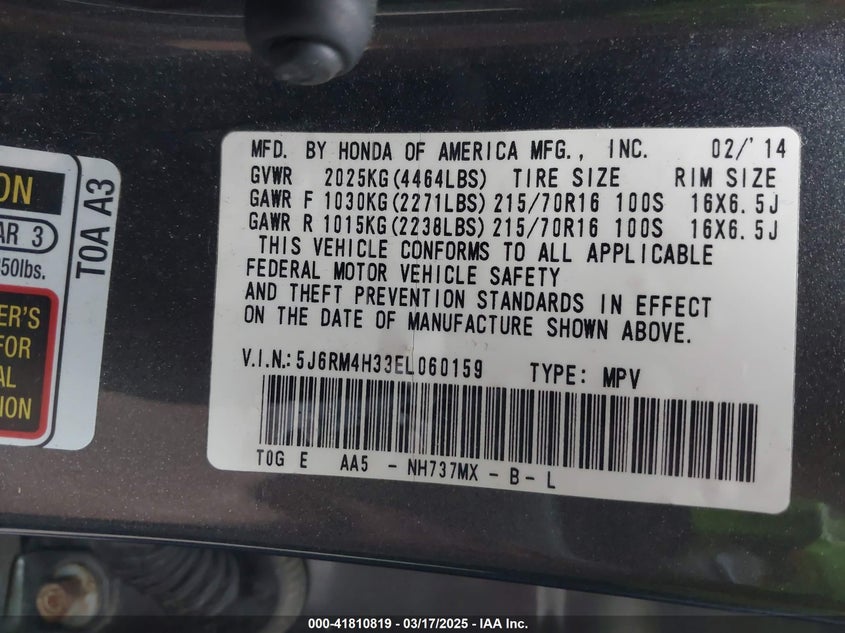 ON
AR 3
50lbs.
ER'S
FOR
AL
TION
TOA A3
MFD. BY HONDA OF AMERICA MFG., INC. 02/'14
GVWR 2025KG(4464LBS) TIRE SIZE RIM SIZE
GAWR F 1030KG(2271LBS) 215/70R16 100S 16X6.5J
GAWR R 1015KG(2238LBS) 215/70R16 100S 16X6.5J
THIS VEHICLE CONFORMS TO ALL APPLICABLE
FEDERAL MOTOR VEHICLE SAFETY
AND THEFT PREVENTION STANDARDS IN EFFECT
ON THE DATE OF MANUFACTURE SHOWN ABOVE.
V.I.N.:5J6RM4H33EL060159 TYPE: MPV
T0G E AA5 - NH737MX - B - L
000-41810819 - 03/17/2025 - IAA Inc.